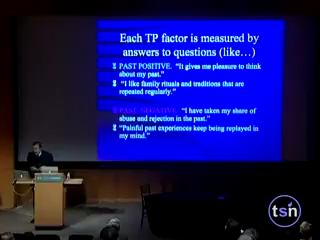 Each TP factor is measured by
answers to questions (like…)
PAST POSITIVE. "It gives me pleasure to think
about my past."
"I like family rituals and traditions that are
repeated regularly."
PAST NEGATIVE. "I have taken my share of
abuse and rejection in the past."
"Painful past experiences keep being replayed in
my mind."
tsn